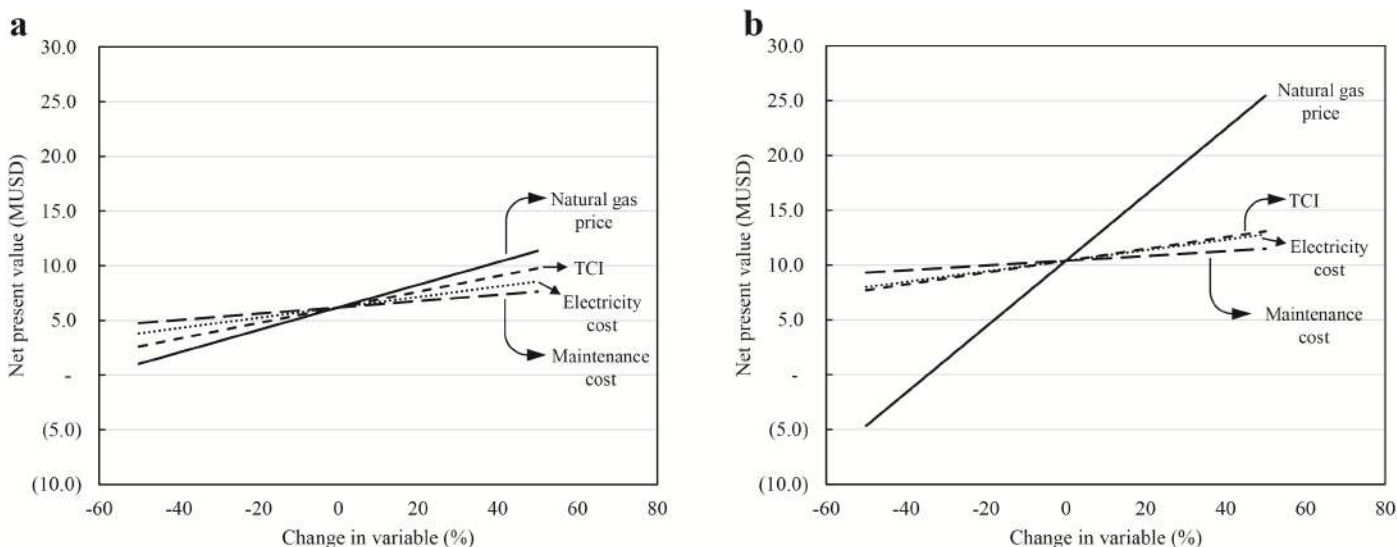 a
30.0
25.0
20.0
15.0
10.0
5.0
-
(5.0)
(10.0)
Net present value (MUSD)
-60
-40
-20
0
20
40
60
80
Change in variable (%)
Natural gas
price
TCI
Electricity
cost
Maintenance
cost
b
30.0
25.0
20.0
15.0
10.0
5.0
-
(5.0)
(10.0)
Net present value (MUSD)
-60
-40
-20
0
20
40
60
80
Change in variable (%)
Natural gas
price
TCI
Electricity
cost
Maintenance
cost